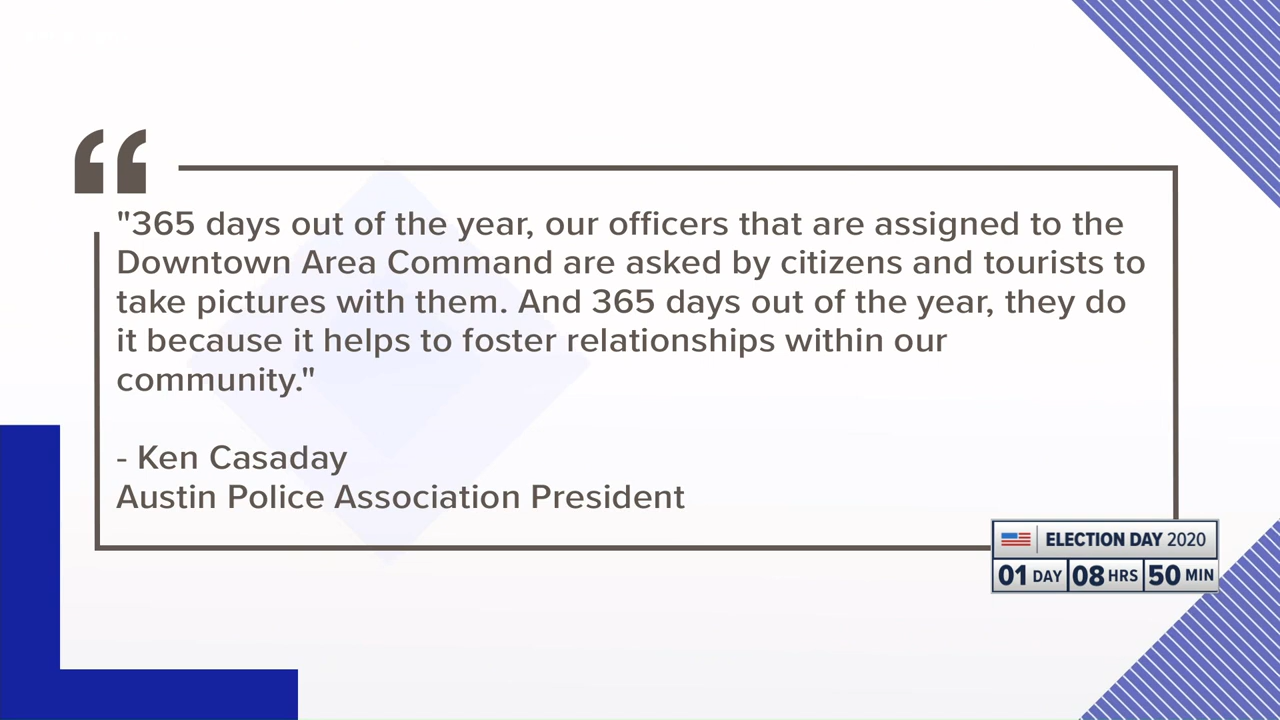 "365 days out of the year, our officers that are assigned to the
Downtown Area Command are asked by citizens and tourists to
take pictures with them. And 365 days out of the year, they do
it because it helps to foster relationships within our
community."
- Ken Casaday
Austin Police Association President
ELECTION DAY 2020
01 DAY 08 HRS 50 MIN